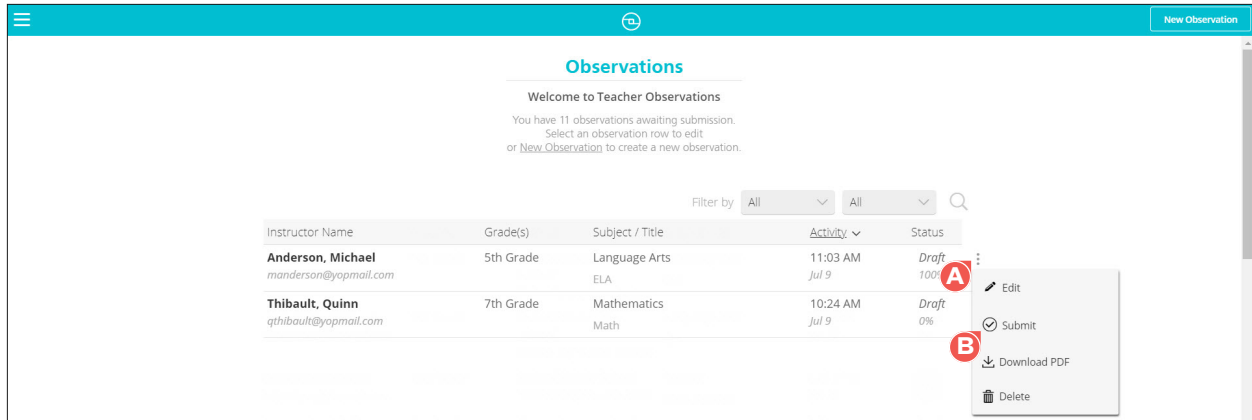 New Observation
Observations
Welcome to Teacher Observations
You have 11 observations awaiting submission.
Select an observation row to edit
or New Observation to create a new observation.
Filter by All All
Instructor Name Grade(s) Subject / Title Activity Status
Anderson, Michael 5th Grade Language Arts 11:03 AM Draft
manderson@yopmail.com ELA Jul 9 100%
A
Edit
Thibault, Quinn 7th Grade Mathematics 10:24 AM Draft
qthibault@yopmail.com Math Jul 9 0%
Submit
B
Download PDF
Delete